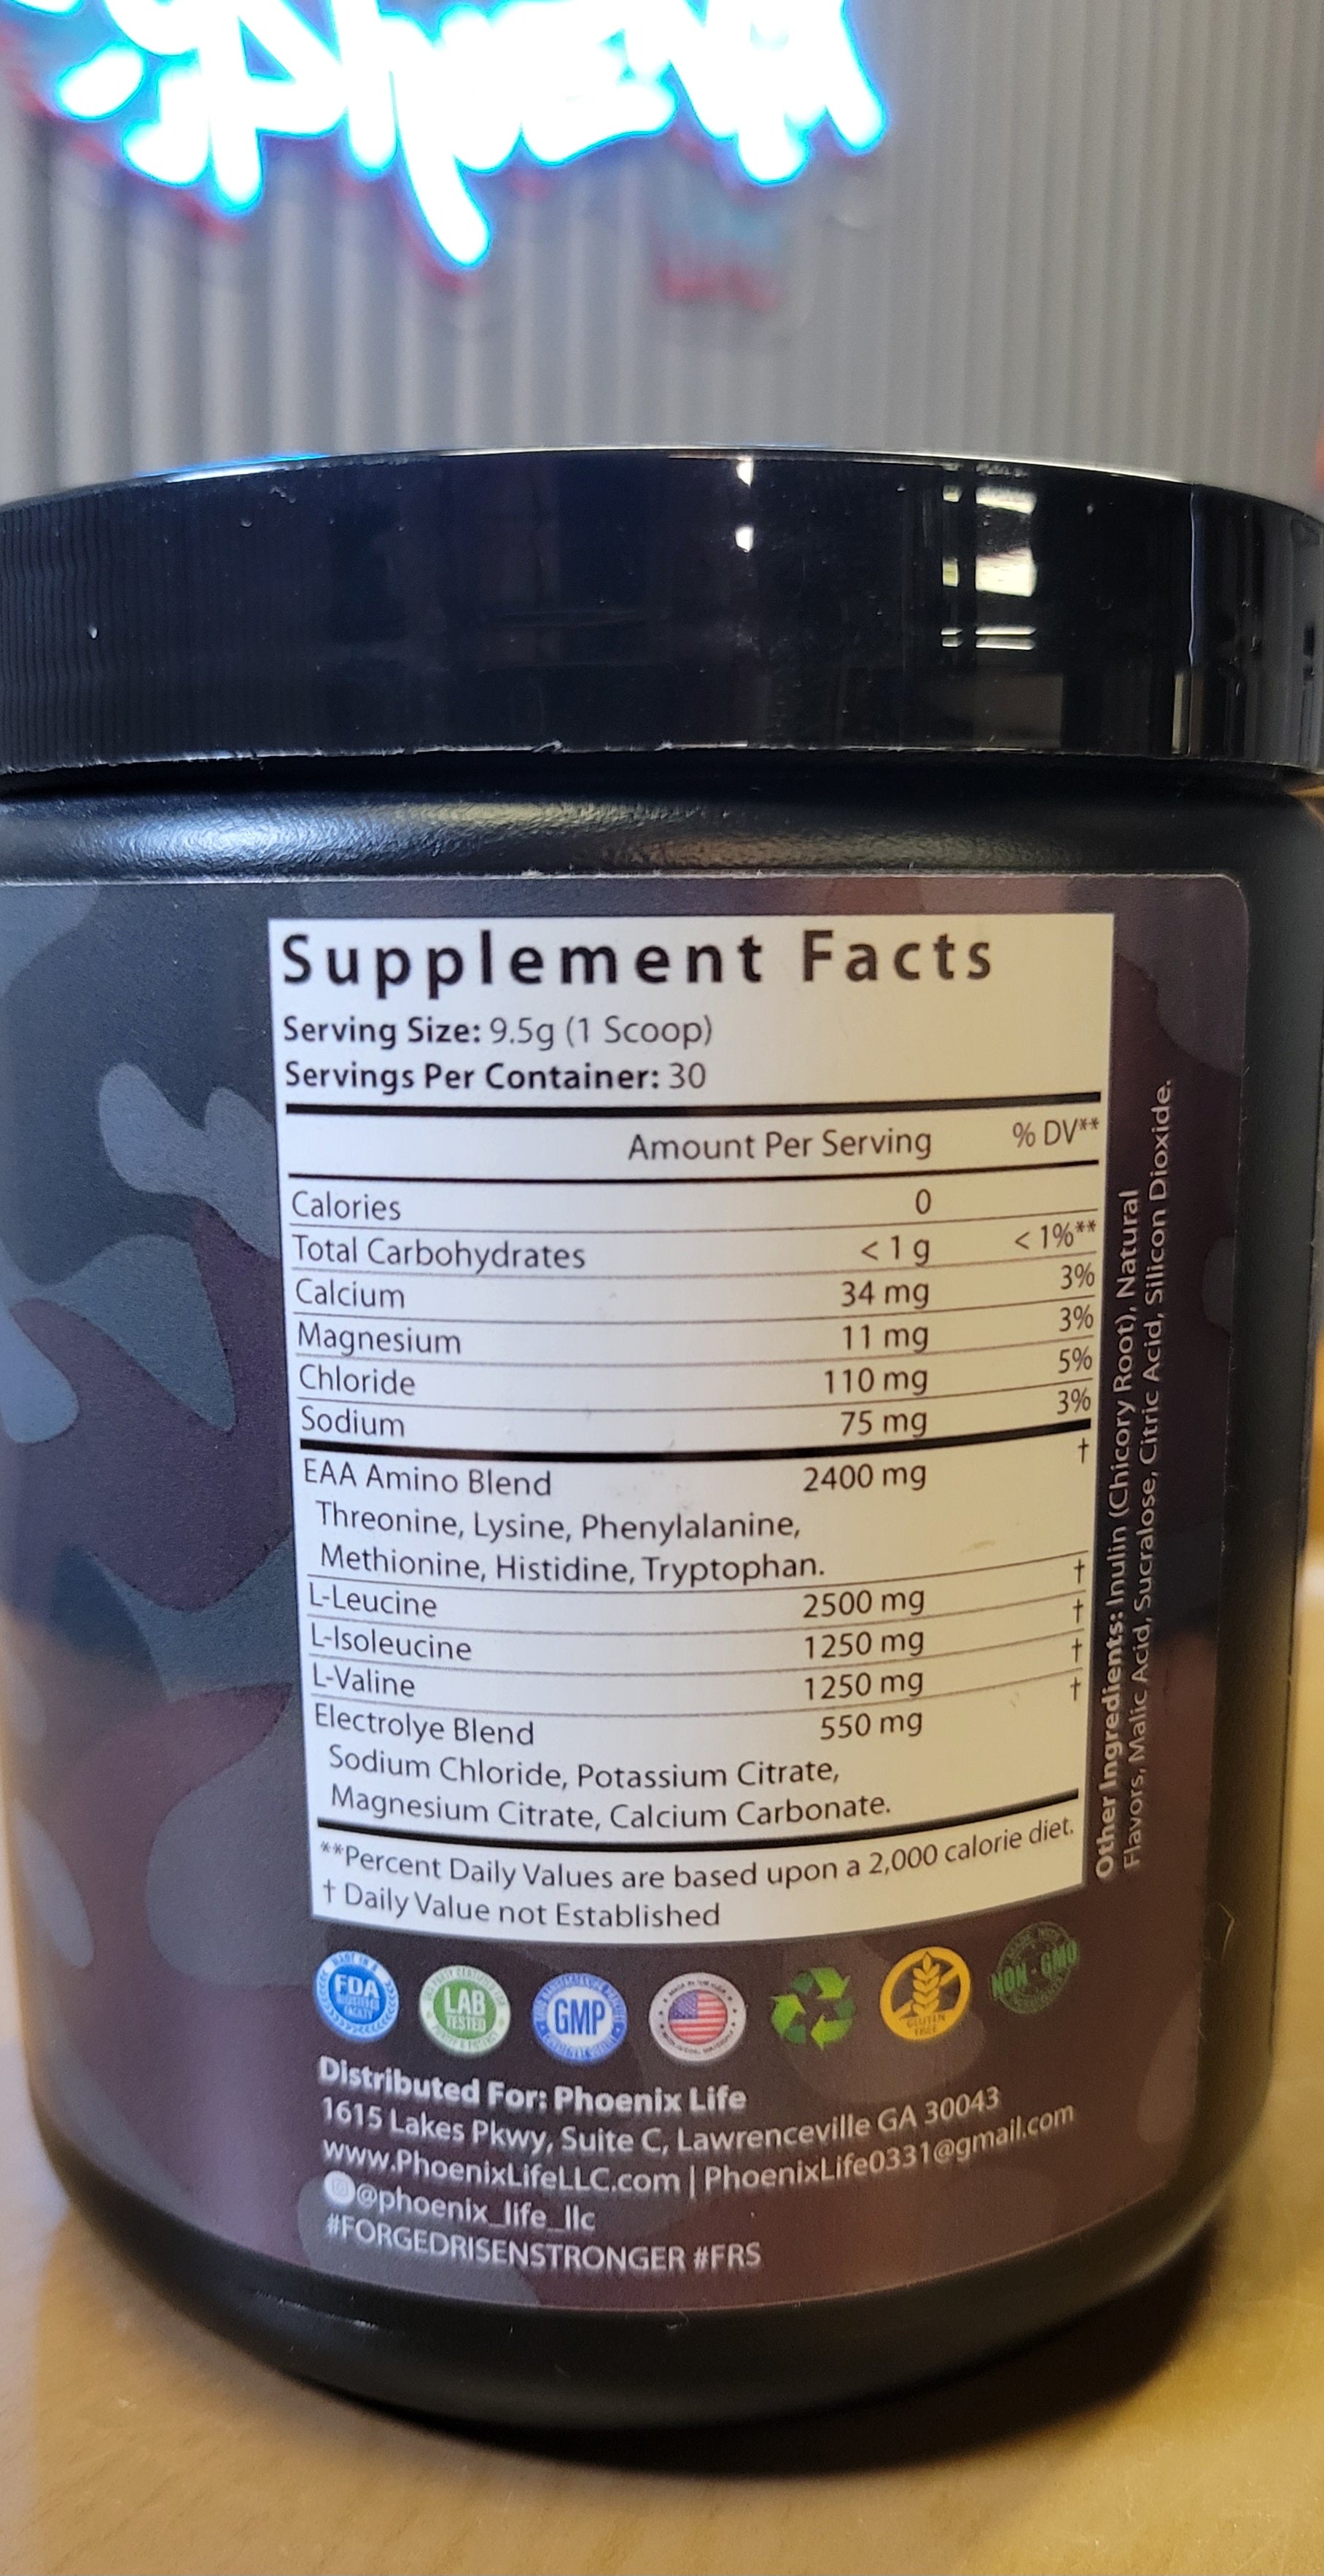 Phoenix
Supplement Facts
Serving Size: 9.5g (1 Scoop)
Servings Per Container: 30
Amount Per Serving % DV**
Calories 0
Total Carbohydrates < 1 g < 1%**
Calcium 34 mg 3%
Magnesium 11 mg 3%
Chloride 110 mg 5%
Sodium 75 mg 3%
EAA Amino Blend 2400 mg †
Threonine, Lysine, Phenylalanine,
Methionine, Histidine, Tryptophan.
L-Leucine 2500 mg †
L-Isoleucine 1250 mg †
L-Valine 1250 mg †
Electrolye Blend 550 mg †
Sodium Chloride, Potassium Citrate,
Magnesium Citrate, Calcium Carbonate.
**Percent Daily Values are based upon a 2,000 calorie diet.
† Daily Value not Established
Other Ingredients: Inulin (Chicory Root), Natural
Flavors, Malic Acid, Sucralose, Citric Acid, Silicon Dioxide.
MADE IN A
FDA
LAB
TESTED
GMP
GLUTEN
FREE
NON-GMO
Distributed For: Phoenix Life
1615 Lakes Pkwy, Suite C, Lawrenceville GA 30043
www.PhoenixLifeLLC.com | PhoenixLife0331@gmail.com
@phoenix_life_llc
#FORGEDRISENSTRONGER #FRS